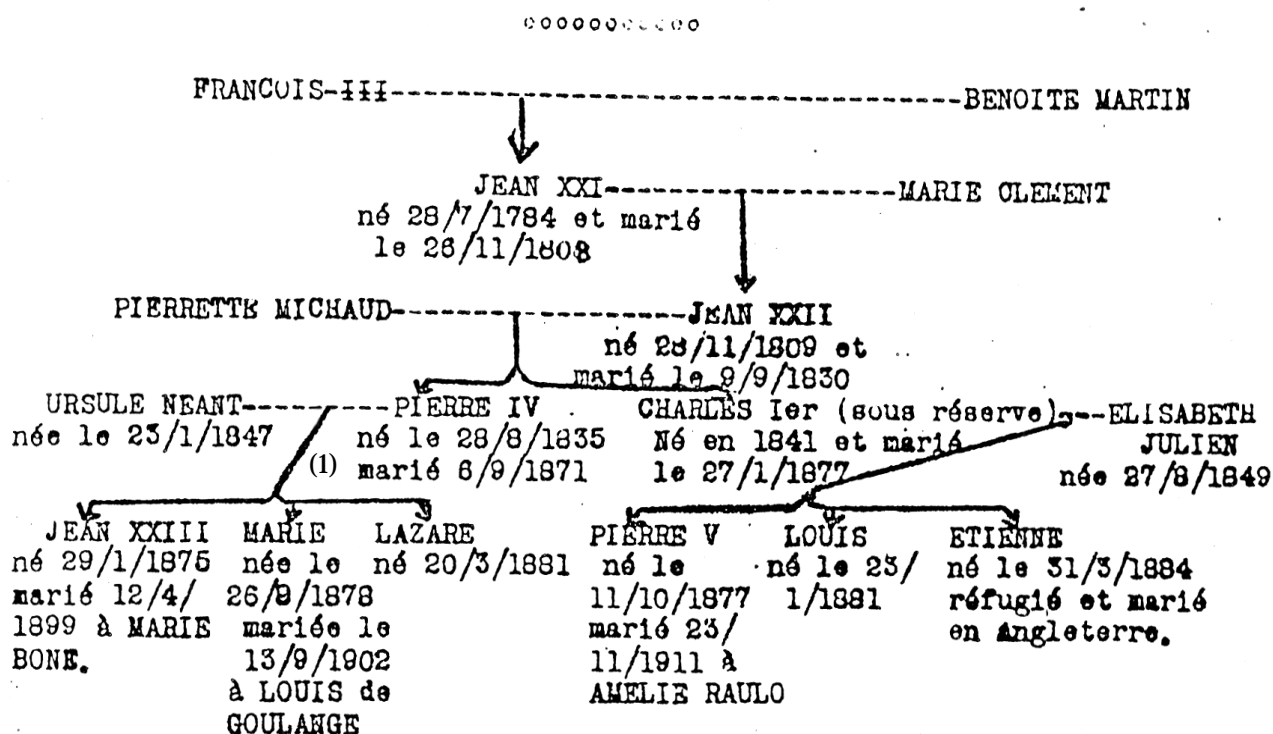 FRANCOIS III BENOITE MARTIN
JEAN XXI MARIE CLEMENT
né 28/7/1784 et marié
le 26/11/1808
PIERRETTE MICHAUD JEAN XXII
né 28/11/1809 et
marié le 9/9/1830
URSULE NEANT PIERRE IV CHARLES Ier (sous réserve) ELISABETH
née le 23/1/1847 né le 28/8/1835 Né en 1841 et marié JULIEN
(1) marié 6/9/1871 le 27/1/1877 née 27/8/1849
JEAN XXIII MARIE LAZARE PIERRE V LOUIS ETIENNE
né 29/1/1875 née le né 20/3/1881 né le né le 23/ né le 31/3/1884
marié 12/4/ 26/9/1878 11/10/1877 1/1881 réfugié et marié
1899 à MARIE mariée le marié 23/ en Angleterre.
BONE. 13/9/1902 11/1911 à
à LOUIS de AMELIE RAULO
GOULANGE